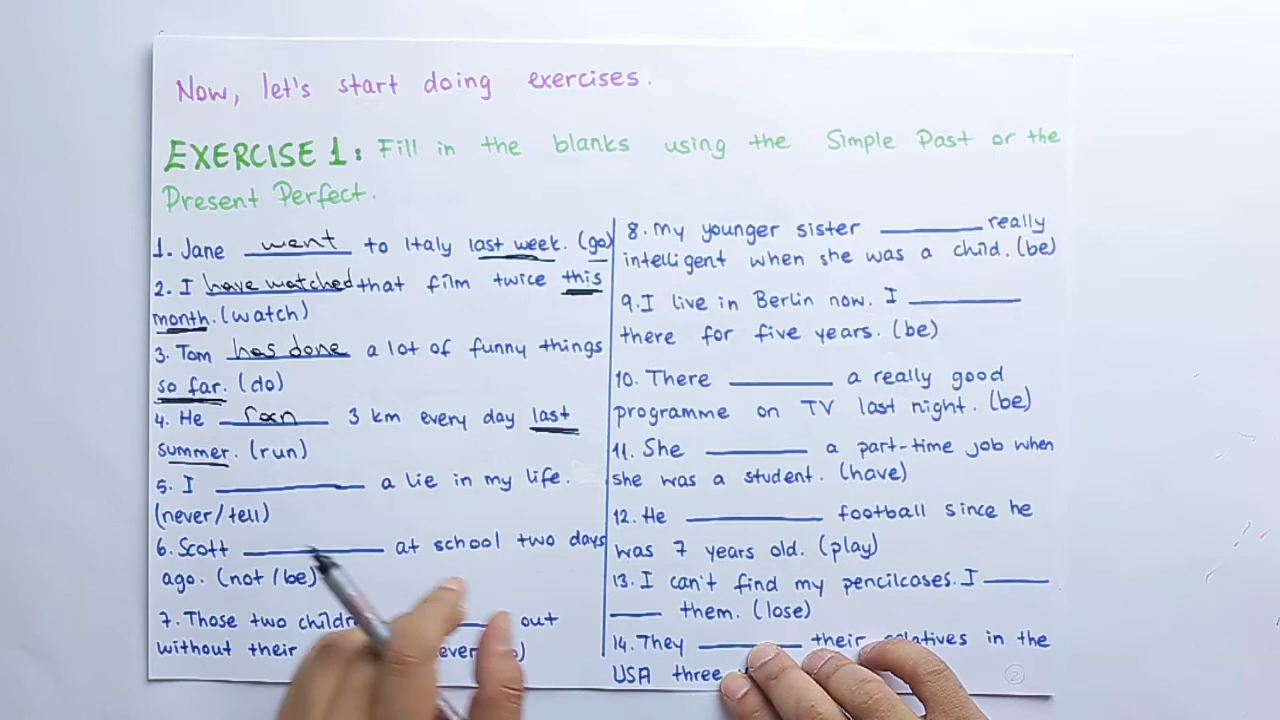 Now, let's start doing exercises.
EXERCISE 1: Fill in the blanks using the Simple Past or the
Present Perfect.
1. Jane went to Italy last week. (go)
2. I have watched that film twice this
month. (watch)
3. Tom has done a lot of funny things
so far. (do)
4. He ran 3 km every day last
summer. (run)
5. I ____ a lie in my life.
(never/tell)
6. Scott ____ at school two days
ago. (not/be)
7. Those two ____ out
without their
8. My younger sister ____ really
intelligent when she was a child. (be)
9. I live in Berlin now. I ____
there for five years. (be)
10. There ____ a really good
programme on TV last night. (be)
11. She ____ a part-time job when
she was a student. (have)
12. He ____ football since he
was 7 years old. (play)
13. I can't find my pencilcases. I ____
____ them. (lose)
14. They ____ their relatives in the
USA three
2